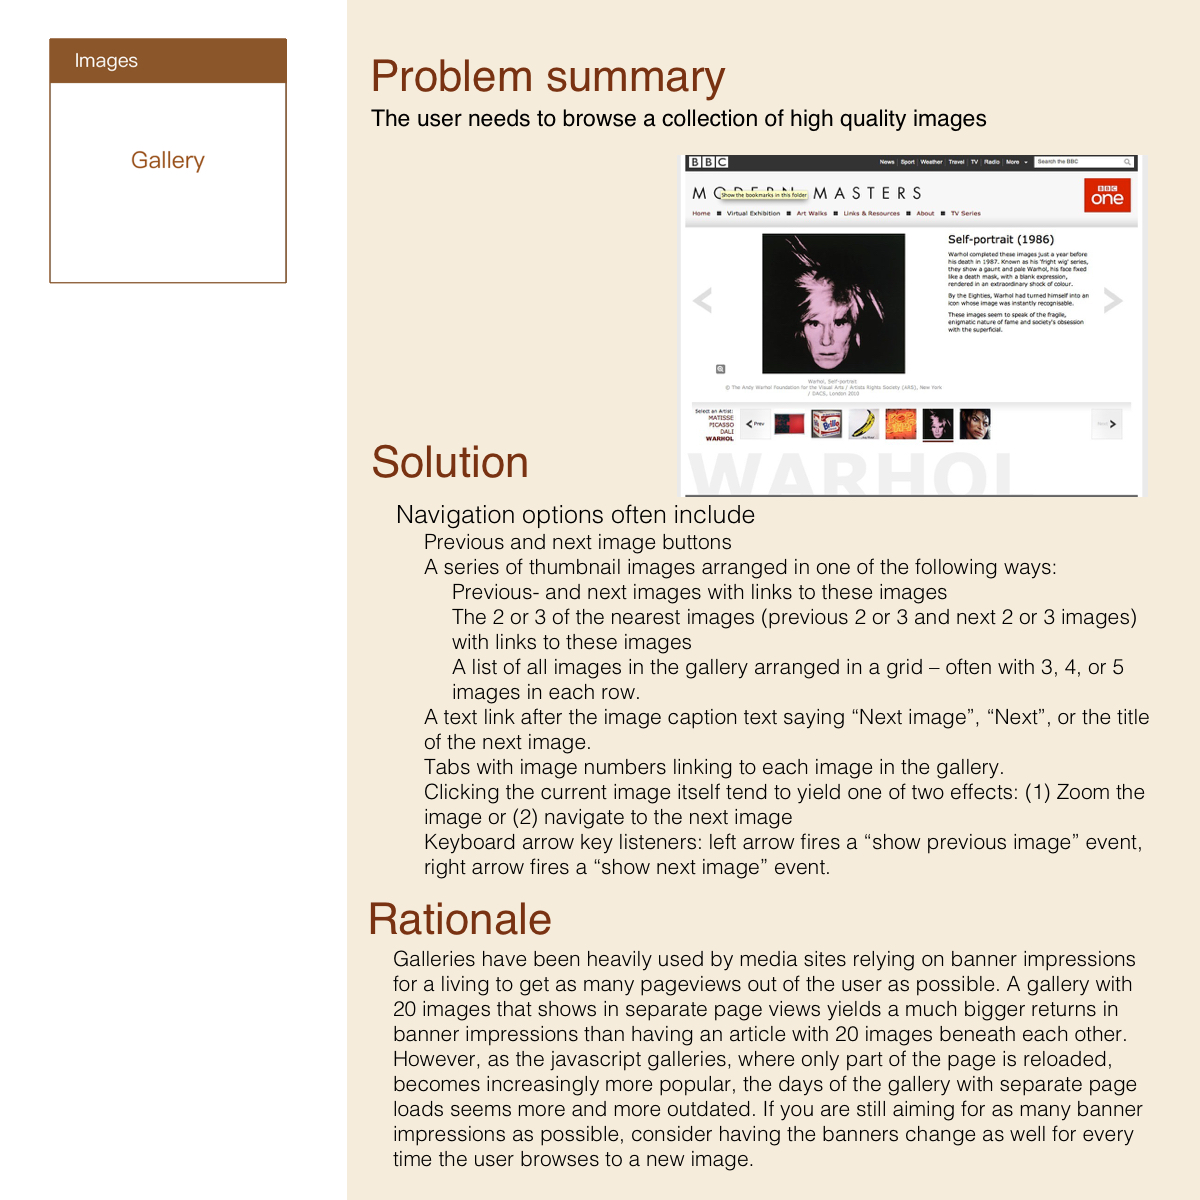 Images
Gallery
Problem summary
The user needs to browse a collection of high quality images
BBC
News Sport Weather Travel TV Radio More Search the BBC
MODERN MASTERS
Show the bookmarks in this folder
BBC
one
Home Virtual Exhibition Art Walks Links & Resources About TV Series
Self-portrait (1986)
Warhol completed these images just a year before
his death in 1987. Known as his 'fright wig' series,
they show a gaunt and pale Warhol, his face fixed
like a death mask, with a blank expression,
rendered in an extraordinary shock of colour.
By the Eighties, Warhol had turned himself into an
icon whose image was instantly recognisable.
These images seem to speak of the fragile,
enigmatic nature of fame and society's obsession
with the superficial.
Warhol, Self-portrait
© The Andy Warhol Foundation for the Visual Arts / Artists Rights Society (ARS), New York
/ DACS, London 2010
Select an Artist:
MATISSE
PICASSO
DALI
WARHOL
Prev
Brillo
Next
WARHOL
Solution
Navigation options often include
Previous and next image buttons
A series of thumbnail images arranged in one of the following ways:
Previous- and next images with links to these images
The 2 or 3 of the nearest images (previous 2 or 3 and next 2 or 3 images)
with links to these images
A list of all images in the gallery arranged in a grid – often with 3, 4, or 5
images in each row.
A text link after the image caption text saying “Next image”, “Next”, or the title
of the next image.
Tabs with image numbers linking to each image in the gallery.
Clicking the current image itself tend to yield one of two effects: (1) Zoom the
image or (2) navigate to the next image
Keyboard arrow key listeners: left arrow fires a “show previous image” event,
right arrow fires a “show next image” event.
Rationale
Galleries have been heavily used by media sites relying on banner impressions
for a living to get as many pageviews out of the user as possible. A gallery with
20 images that shows in separate page views yields a much bigger returns in
banner impressions than having an article with 20 images beneath each other.
However, as the javascript galleries, where only part of the page is reloaded,
becomes increasingly more popular, the days of the gallery with separate page
loads seems more and more outdated. If you are still aiming for as many banner
impressions as possible, consider having the banners change as well for every
time the user browses to a new image.